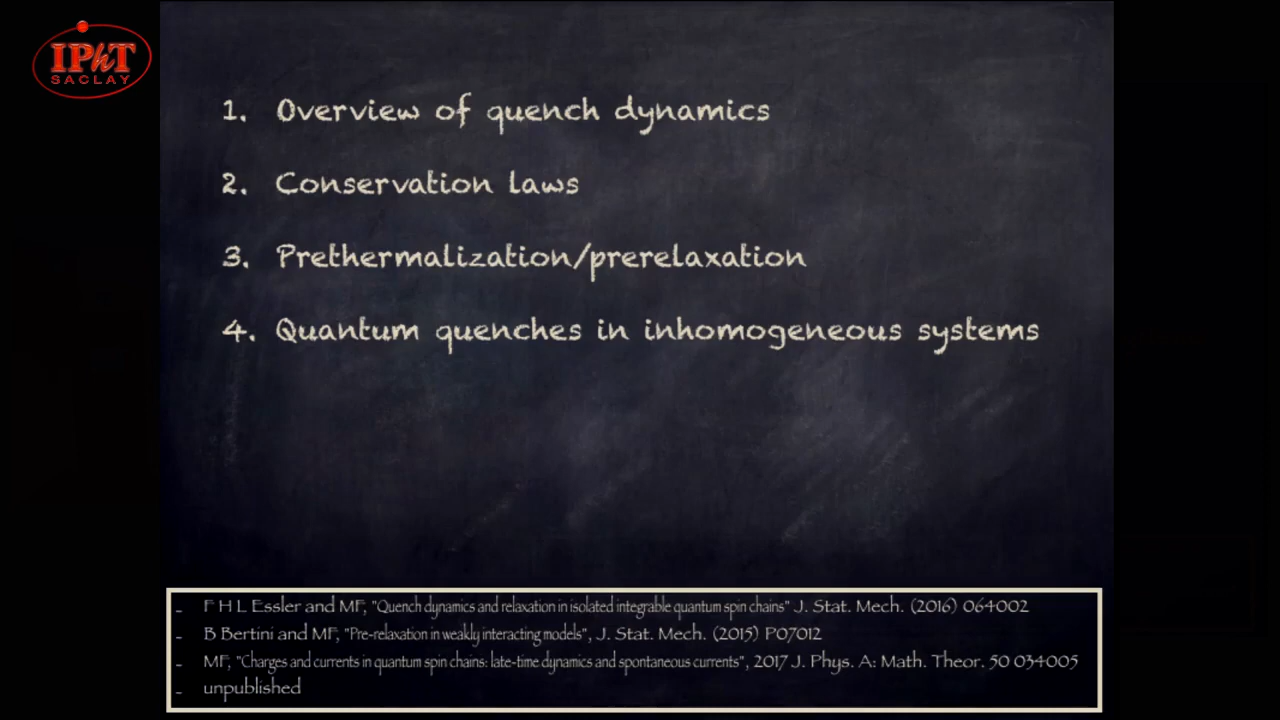 IPhT
SACLAY
1. Overview of quench dynamics
2. Conservation laws
3. Prethermalization/prerelaxation
4. Quantum quenches in inhomogeneous systems
- F H L Essler and MF, "Quench dynamics and relaxation in isolated integrable quantum spin chains" J. Stat. Mech. (2016) 064002
- B Bertini and MF, "Pre-relaxation in weakly interacting models", J. Stat. Mech. (2015) P07012
- MF, "Charges and currents in quantum spin chains: late-time dynamics and spontaneous currents", 2017 J. Phys. A: Math. Theor. 50 034005
- unpublished